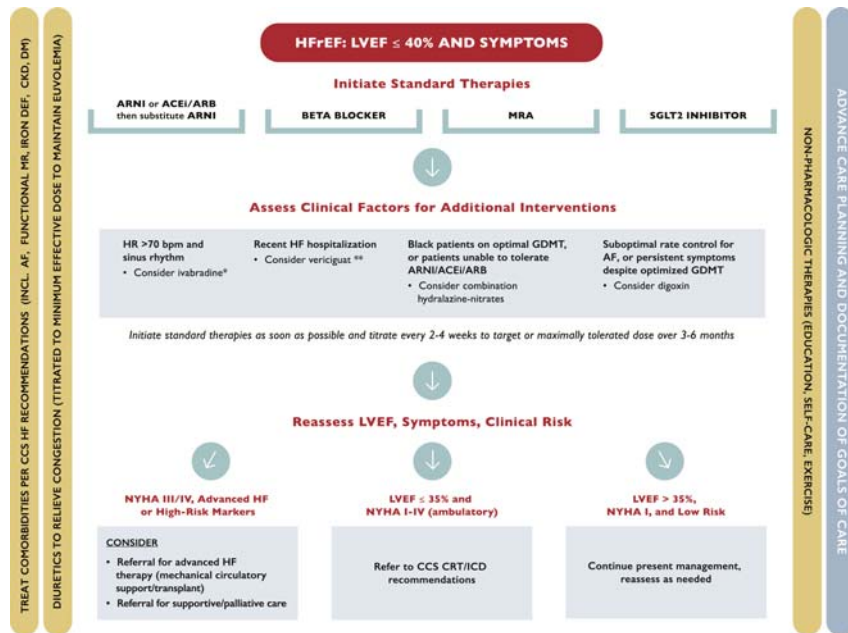 TREAT COMORBIDITIES PER CCS HF RECOMMENDATIONS (INCL. AF, FUNCTIONAL MR, IRON DEF, CKD, DM)
DIURETICS TO RELIEVE CONGESTION (TITRATED TO MINIMUM EFFECTIVE DOSE TO MAINTAIN EUVOLEMIA)
HFrEF: LVEF ≤ 40% AND SYMPTOMS
Initiate Standard Therapies
ARNI or ACEi/ARB
then substitute ARNI
BETA BLOCKER
MRA
SGLT2 INHIBITOR
Assess Clinical Factors for Additional Interventions
HR >70 bpm and
sinus rhythm
• Consider ivabradine*
Recent HF hospitalization
• Consider vericiguat **
Black patients on optimal GDMT,
or patients unable to tolerate
ARNI/ACEi/ARB
• Consider combination
hydralazine-nitrates
Suboptimal rate control for
AF, or persistent symptoms
despite optimized GDMT
• Consider digoxin
Initiate standard therapies as soon as possible and titrate every 2-4 weeks to target or maximally tolerated dose over 3-6 months
Reassess LVEF, Symptoms, Clinical Risk
NYHA III/IV, Advanced HF
or High-Risk Markers
CONSIDER
• Referral for advanced HF
therapy (mechanical circulatory
support/transplant)
• Referral for supportive/palliative care
LVEF ≤ 35% and
NYHA I-IV (ambulatory)
Refer to CCS CRT/ICD
recommendations
LVEF > 35%,
NYHA I, and Low Risk
Continue present management,
reassess as needed
NON-PHARMACOLOGIC THERAPIES (EDUCATION, SELF-CARE, EXERCISE)
ADVANCE CARE PLANNING AND DOCUMENTATION OF GOALS OF CARE